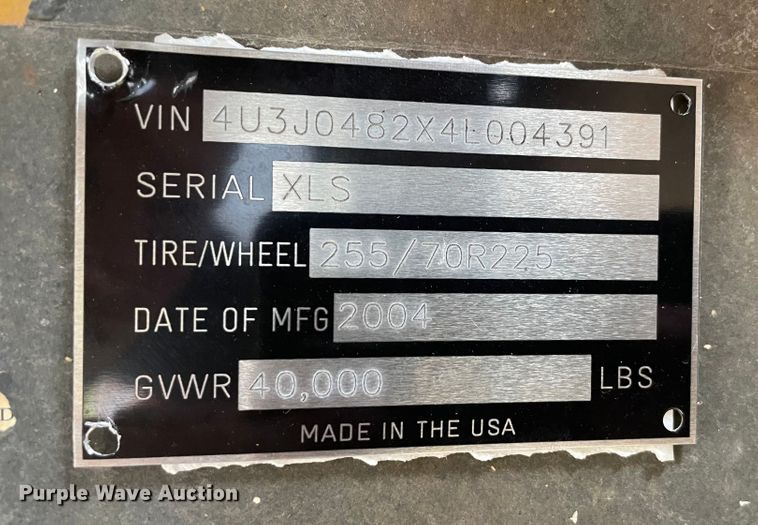 VIN 4U3J0482X4L004391
SERIAL XLS
TIRE/WHEEL 255/70R225
DATE OF MFG 2004
GVWR 40,000 LBS
MADE IN THE USA
D
Purple Wave Auction